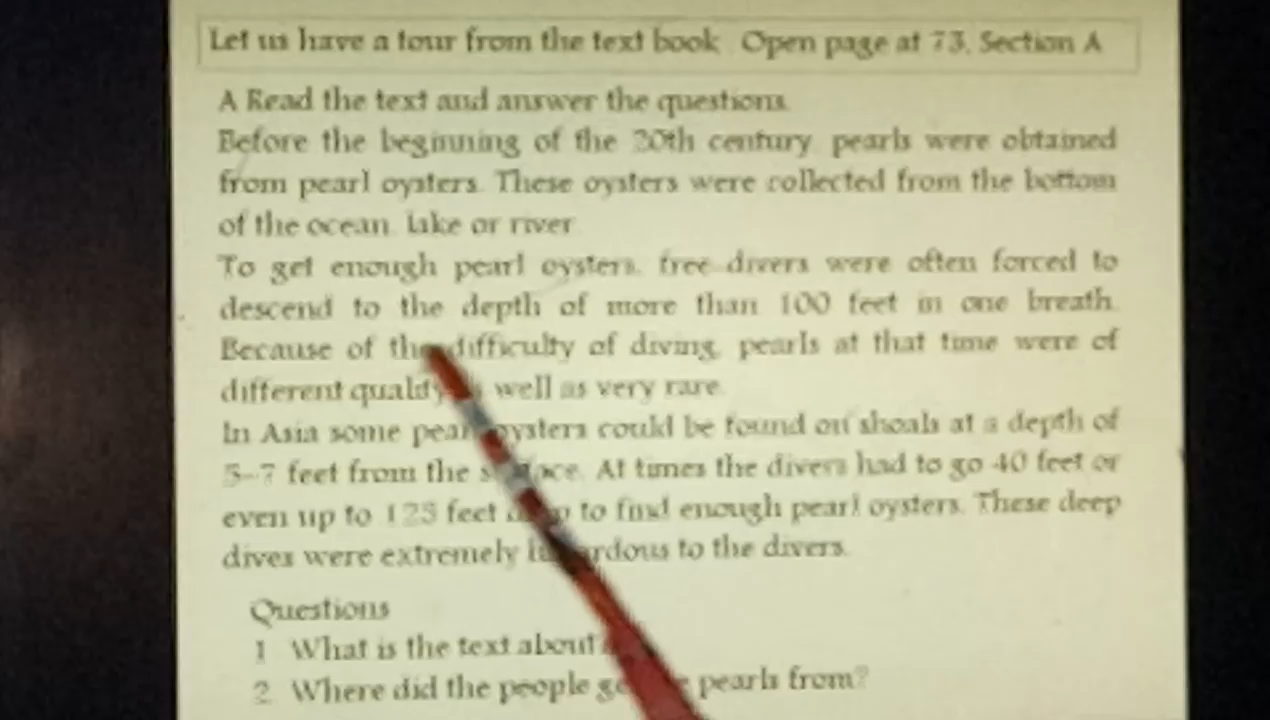 Let us have a tour from the text book. Open page at 73, Section A
A Read the text and answer the questions.
Before the beginning of the 20th century, pearls were obtained
from pearl oysters. These oysters were collected from the bottom
of the ocean, lake or river.
To get enough pearl oysters, free-divers were often forced to
descend to the depth of more than 100 feet in one breath.
Because of the difficulty of diving, pearls at that time were of
different quality well as very rare.
In Asia some pearl oysters could be found on shoals at a depth of
5-7 feet from the surface. At times the divers had to go 40 feet or
even up to 125 feet to find enough pearl oysters. These deep
dives were extremely hazardous to the divers.
Questions
1 What is the text about
2 Where did the people pearls from?